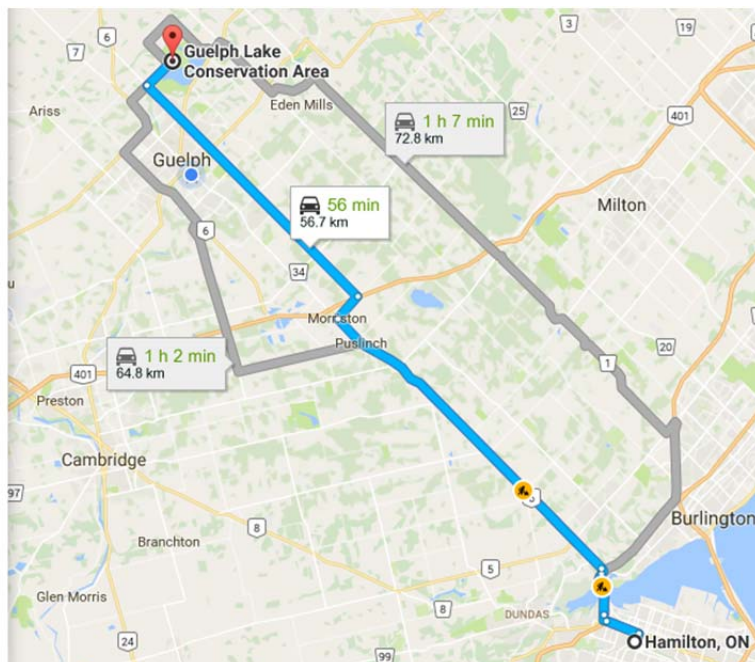 6
3
7
Guelph Lake
Conservation Area
401
Ariss
Eden Mills
25
1 h 7 min
72.8 km
Guelph
56 min
56.7 km
Milton
6
34
Morriston
Puslinch
1 h 2 min
64.8 km
20
1
401
Preston
Cambridge
97
8
Burlington
Branchton
5
Glen Morris
8
DUNDAS
24
99
Hamilton, ON